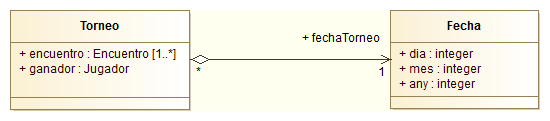 Torneo
+ encuentro : Encuentro [1..*]
+ ganador : Jugador
*
+ fechaTorneo
1
Fecha
+ dia : integer
+ mes : integer
+ any : integer